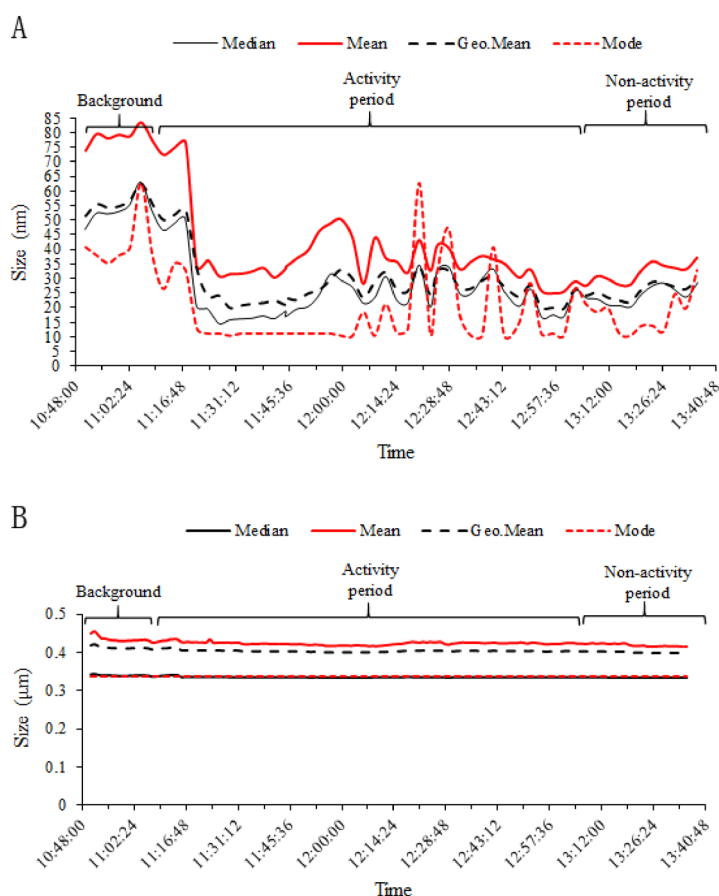 A
Median Mean Geo.Mean Mode
Activity
period
Non-activity
period
Background
85
80
75
70
65
60
55
50
45
40
35
30
25
20
15
10
5
0
Size (nm)
10:48:00 11:02:24 11:16:48 11:31:12 11:45:36 12:00:00 12:14:24 12:28:48 12:43:12 12:57:36 13:12:00 13:26:24 13:40:48
Time
B
Median Mean Geo.Mean Mode
Activity
period
Non-activity
period
Background
0.5
0.4
0.3
0.2
0.1
0
Size (μm)
10:48:00 11:02:24 11:16:48 11:31:12 11:45:36 12:00:00 12:14:24 12:28:48 12:43:12 12:57:36 13:12:00 13:26:24 13:40:48
Time